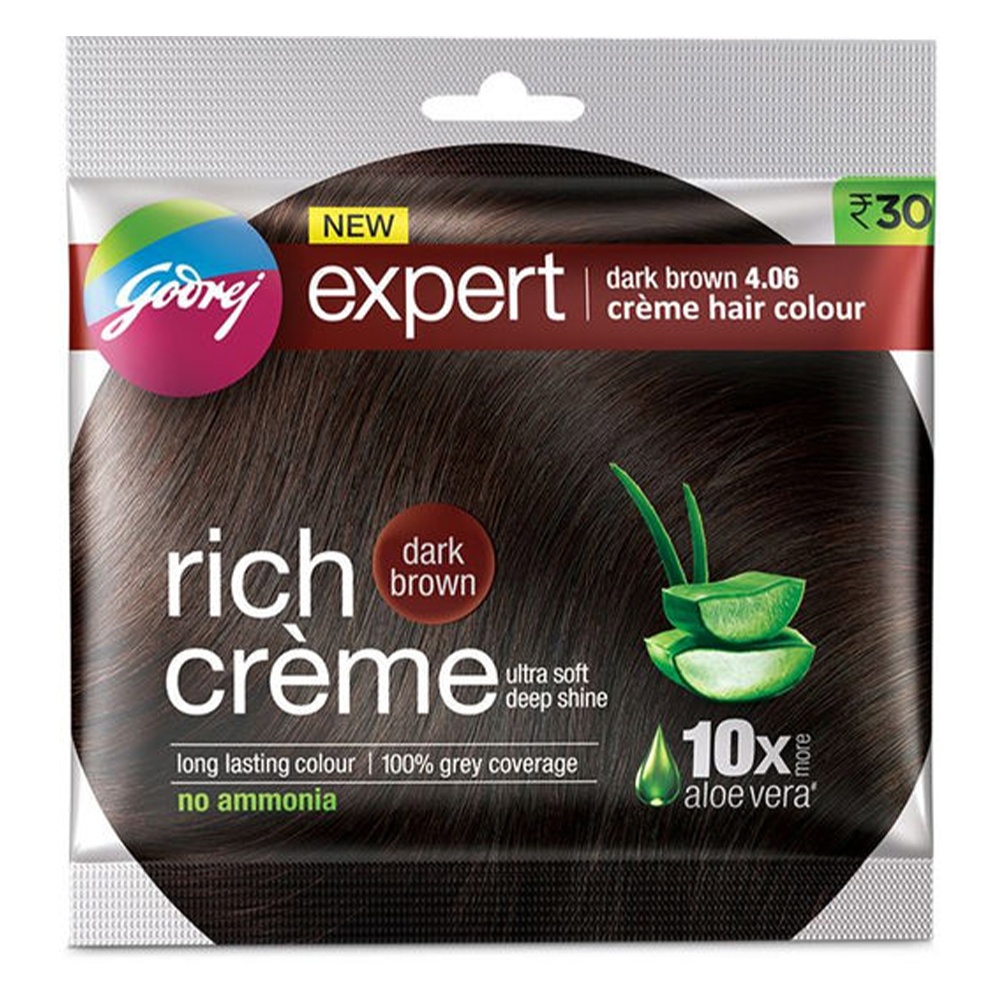 ₹30
NEW
Godrej
expert
dark brown 4.06
crème hair colour
rich
dark
brown
crème
ultra soft
deep shine
long lasting colour | 100% grey coverage
no ammonia
10x
more
aloe vera#